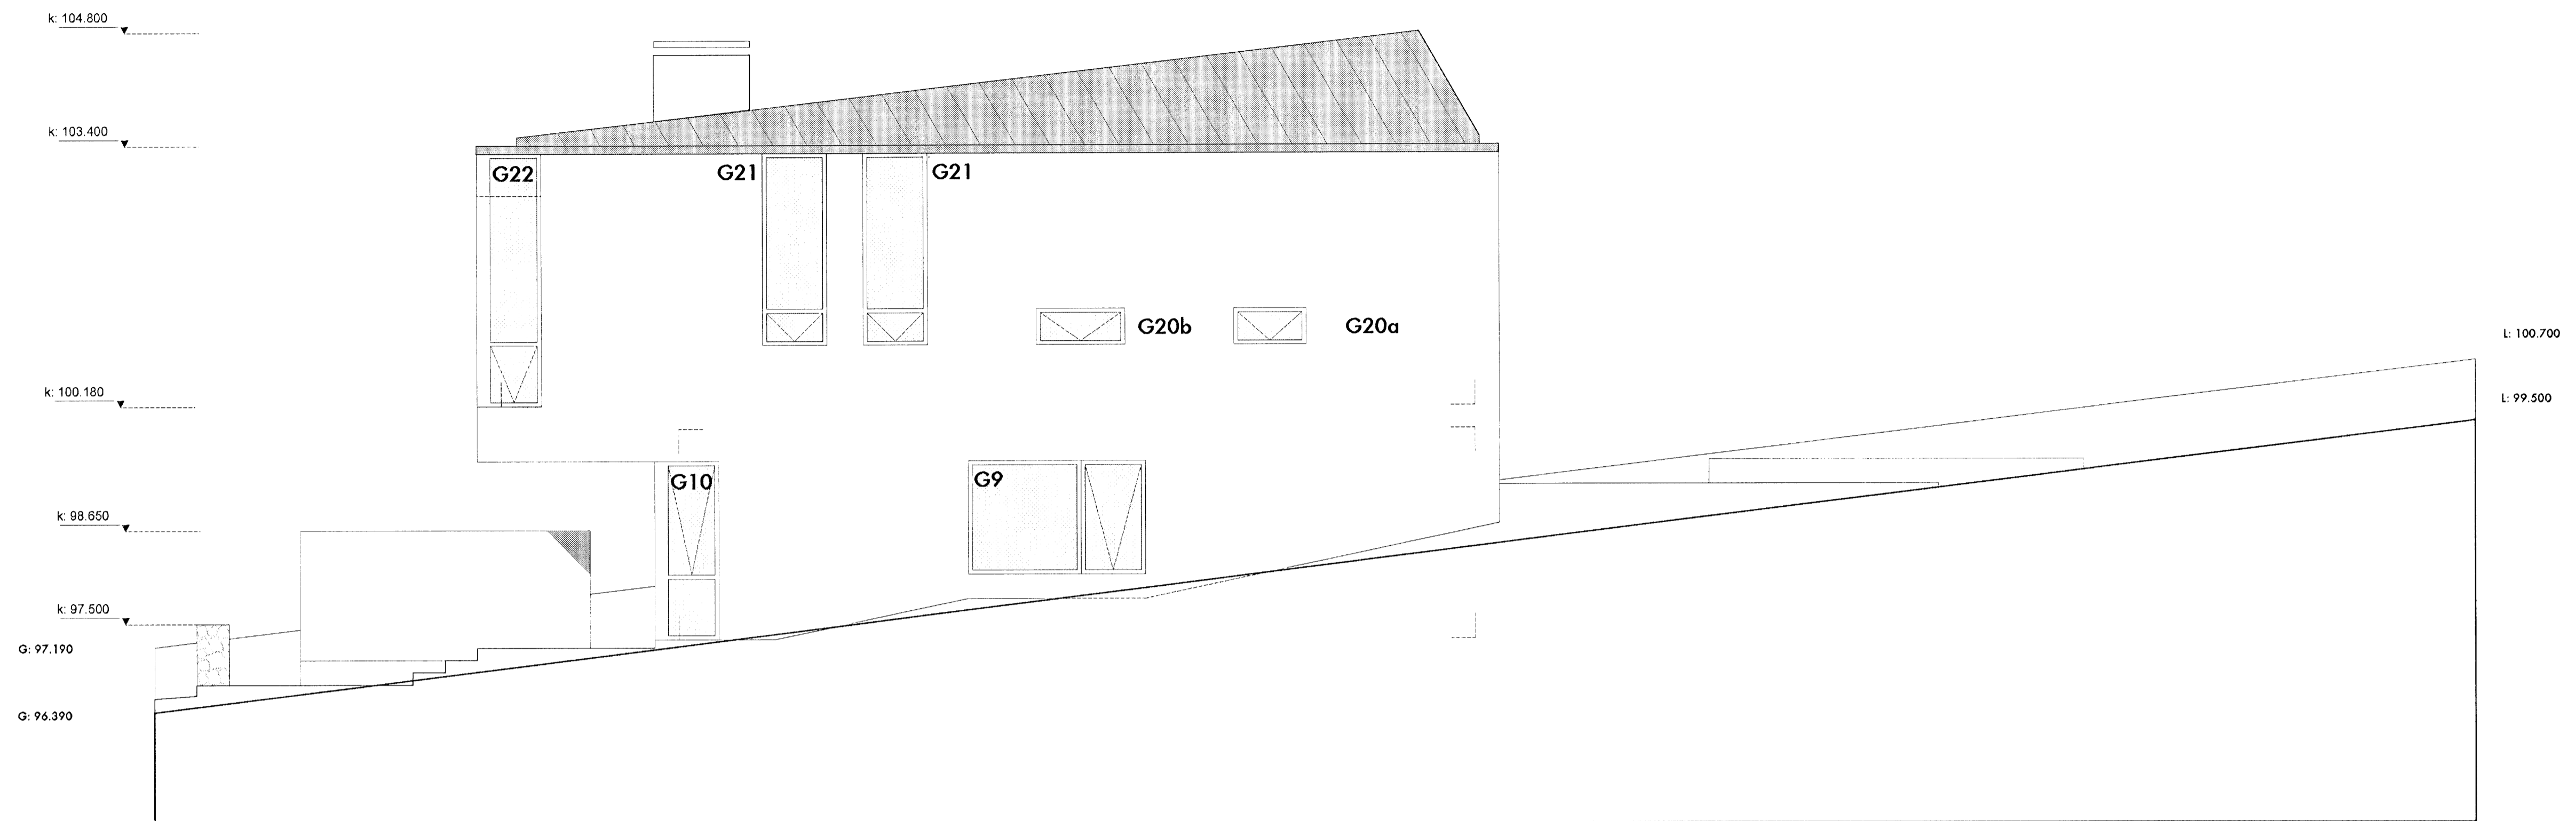 k: 104.800
k: 103.400
G22
G21
G21
G20b
G20a
L: 100.700
k: 100.180
L: 99.500
G10
G9
k: 98.650
k: 97.500
G: 97.190
G: 96.390